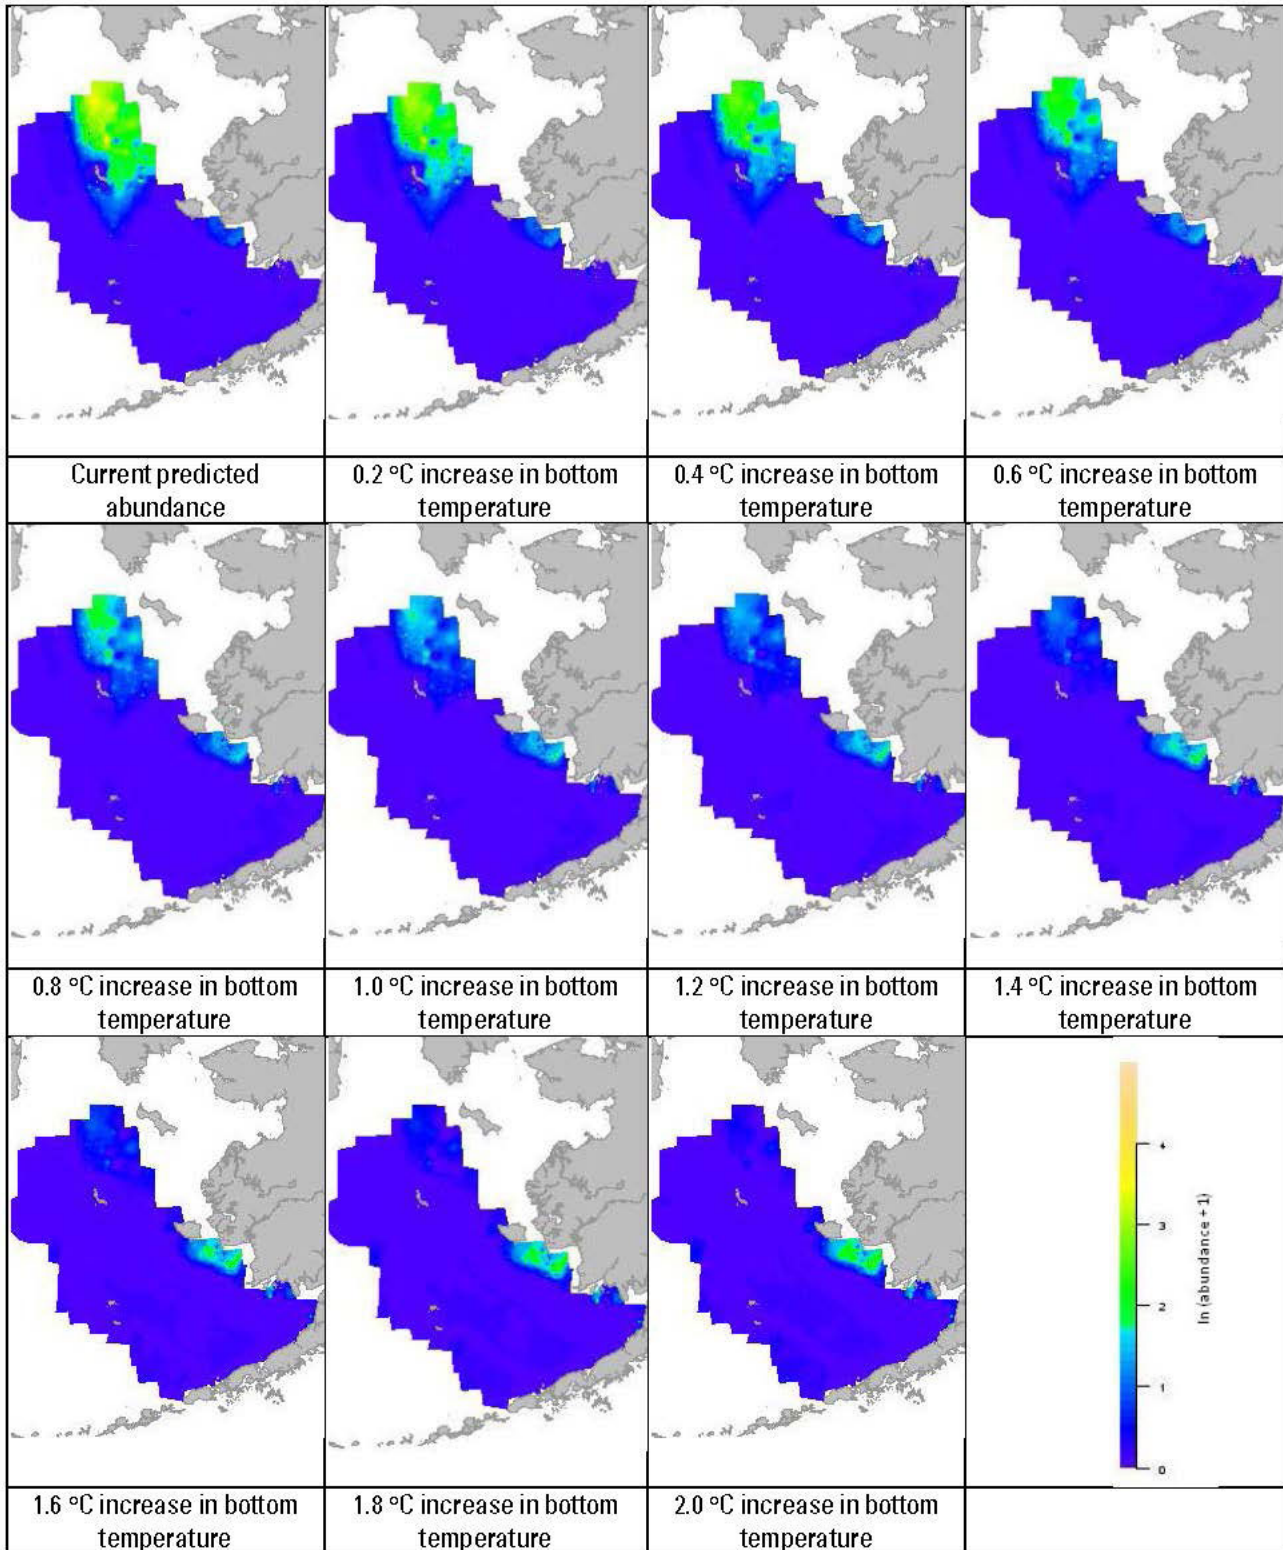 Current predicted
abundance
0.2 °C increase in bottom
temperature
0.4 °C increase in bottom
temperature
0.6 °C increase in bottom
temperature
0.8 °C increase in bottom
temperature
1.0 °C increase in bottom
temperature
1.2 °C increase in bottom
temperature
1.4 °C increase in bottom
temperature
4
3
2
1
0
ln (abundance + 1)
1.6 °C increase in bottom
temperature
1.8 °C increase in bottom
temperature
2.0 °C increase in bottom
temperature